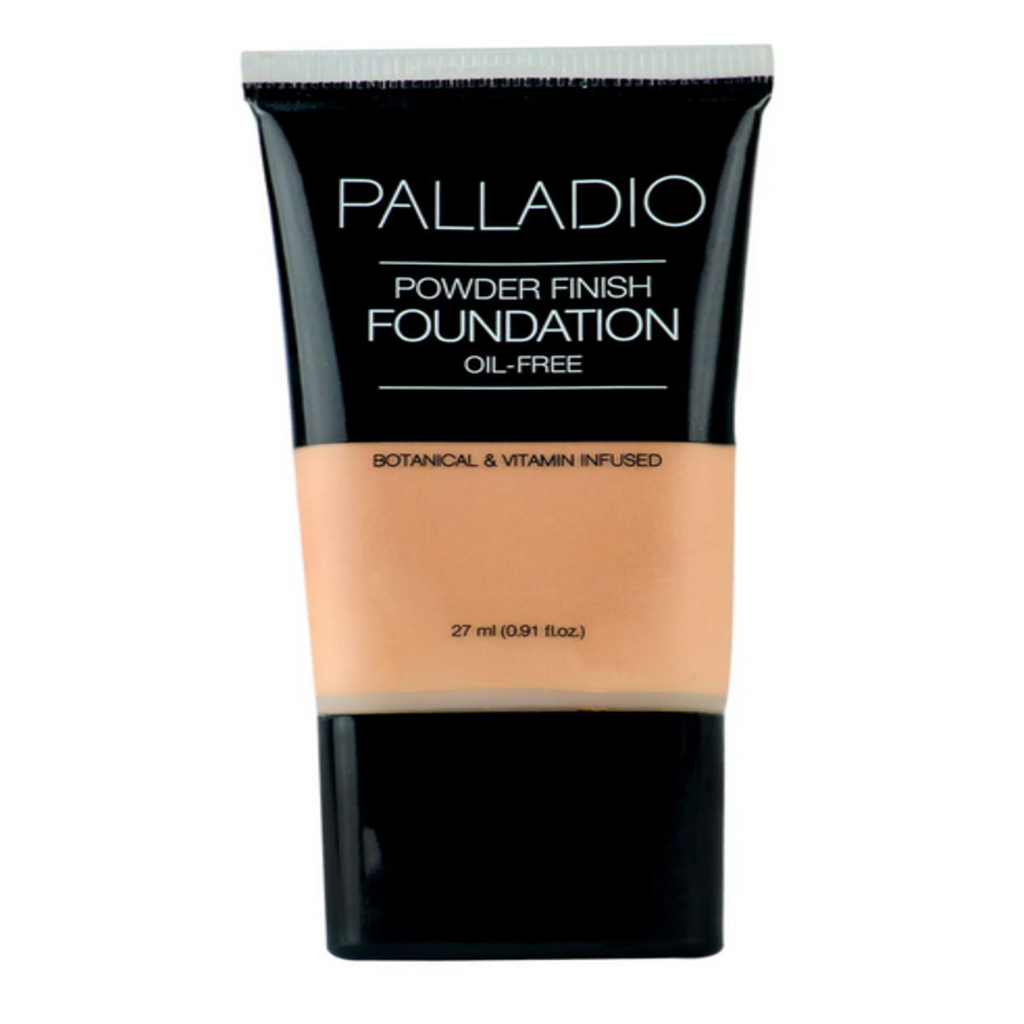 PALLADIO
POWDER FINISH
FOUNDATION
OIL-FREE
BOTANICAL & VITAMIN INFUSED
27 ml (0.91 fl.oz.)